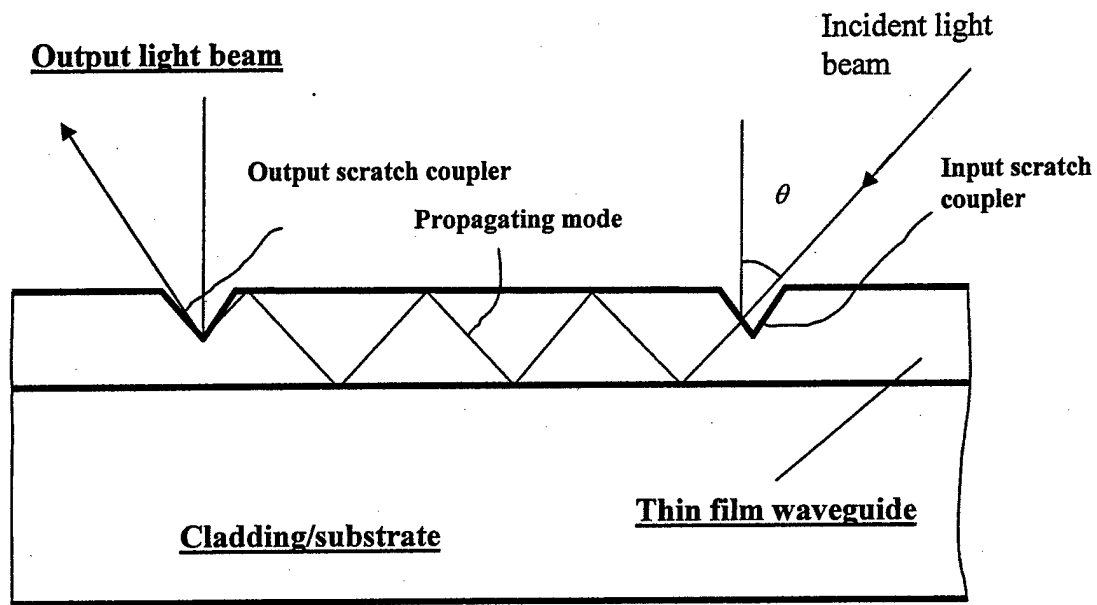 Incident light
beam
Output light beam
Output scratch coupler
Input scratch
coupler
θ
Propagating mode
Thin film waveguide
Cladding/substrate